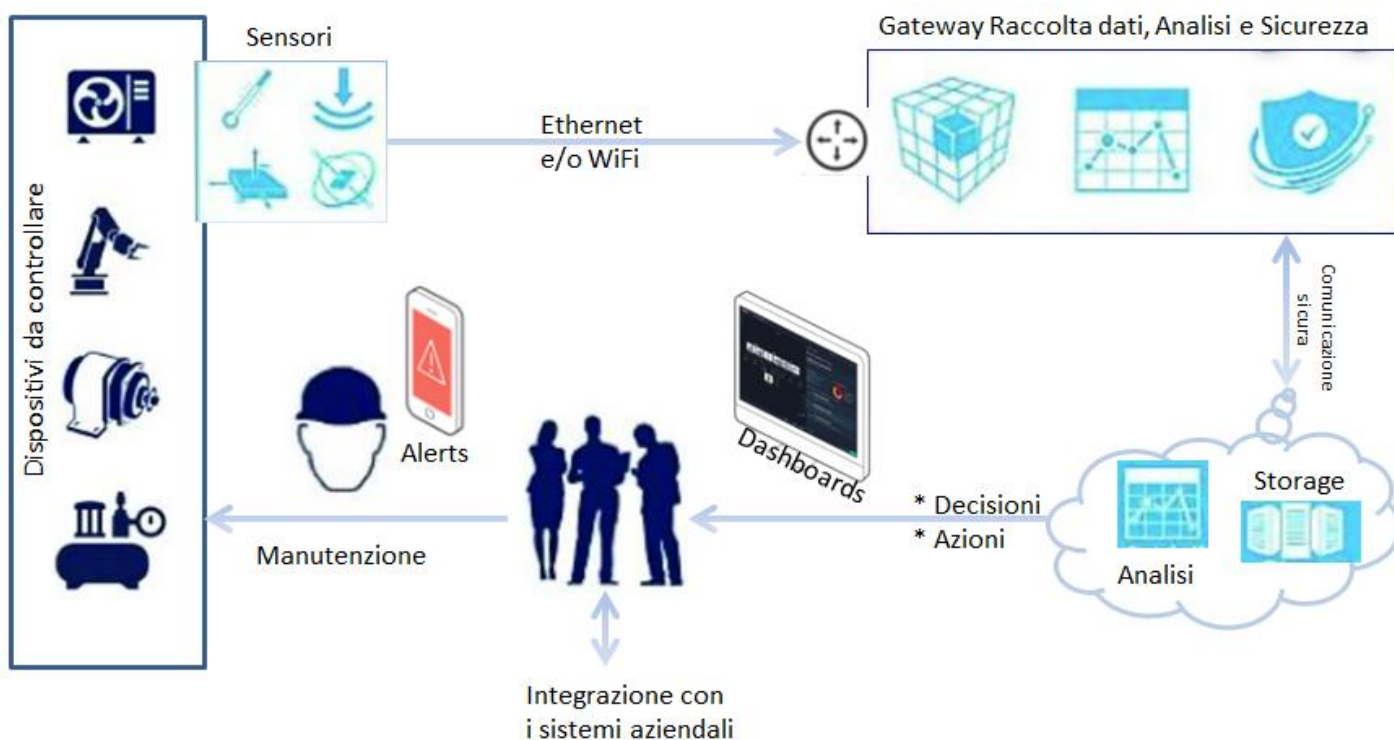 Sensori
Gateway Raccolta dati, Analisi e Sicurezza
Ethernet
e/o WiFi
Dispositivi da controllare
Comunicazione
sicura
Alerts
Dashboards
* Decisioni
* Azioni
Storage
Analisi
Manutenzione
Integrazione con
i sistemi aziendali